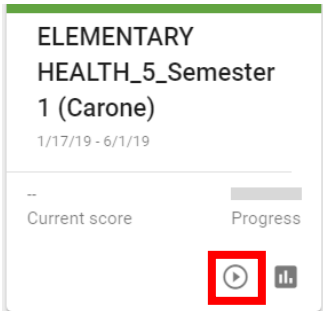 ELEMENTARY
HEALTH_5_Semester
1 (Carone)
1/17/19 - 6/1/19
--
Current score Progress